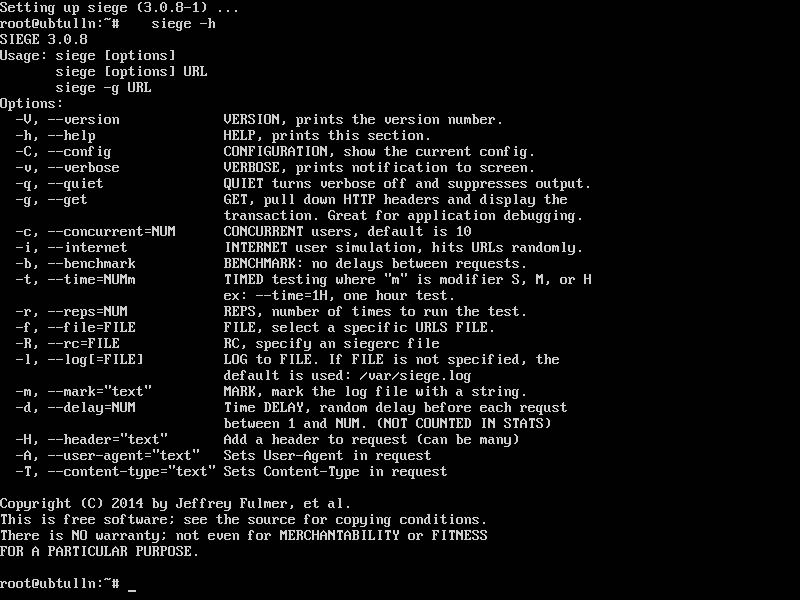 Setting up siege (3.0.8-1) ...
root@ubtulln:~#    siege -h
SIEGE 3.0.8
Usage: siege [options]
       siege [options] URL
       siege -g URL
Options:
  -V, --version             VERSION, prints the version number.
  -h, --help                HELP, prints this section.
  -C, --config              CONFIGURATION, show the current config.
  -v, --verbose             VERBOSE, prints notification to screen.
  -q, --quiet               QUIET turns verbose off and suppresses output.
  -g, --get                 GET, pull down HTTP headers and display the
                            transaction. Great for application debugging.
  -c, --concurrent=NUM      CONCURRENT users, default is 10
  -i, --internet            INTERNET user simulation, hits URLs randomly.
  -b, --benchmark           BENCHMARK: no delays between requests.
  -t, --time=NUMm           TIMED testing where "m" is modifier S, M, or H
                            ex: --time=1H, one hour test.
  -r, --reps=NUM            REPS, number of times to run the test.
  -f, --file=FILE           FILE, select a specific URLS FILE.
  -R, --rc=FILE             RC, specify an siegerc file
  -l, --log[=FILE]          LOG to FILE. If FILE is not specified, the
                            default is used: /var/siege.log
  -m, --mark="text"         MARK, mark the log file with a string.
  -d, --delay=NUM           Time DELAY, random delay before each requst
                            between 1 and NUM. (NOT COUNTED IN STATS)
  -H, --header="text"       Add a header to request (can be many)
  -A, --user-agent="text"   Sets User-Agent in request
  -T, --content-type="text" Sets Content-Type in request

Copyright (C) 2014 by Jeffrey Fulmer, et al.
This is free software; see the source for copying conditions.
There is NO warranty; not even for MERCHANTABILITY or FITNESS
FOR A PARTICULAR PURPOSE.

root@ubtulln:~# _